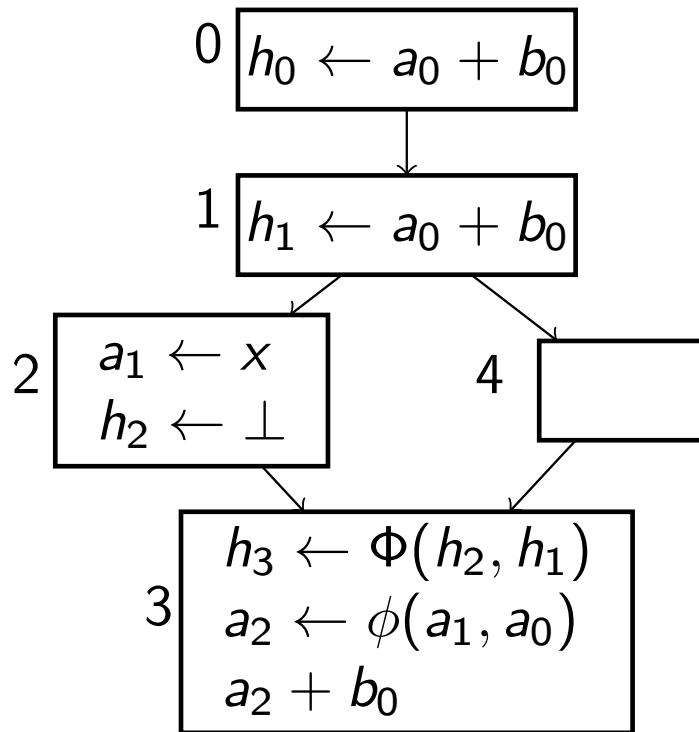 0
h₀ ← a₀ + b₀
1
h₁ ← a₀ + b₀
2
a₁ ← x
h₂ ← ⊥
4
3
h₃ ← Φ(h₂, h₁)
a₂ ← ϕ(a₁, a₀)
a₂ + b₀